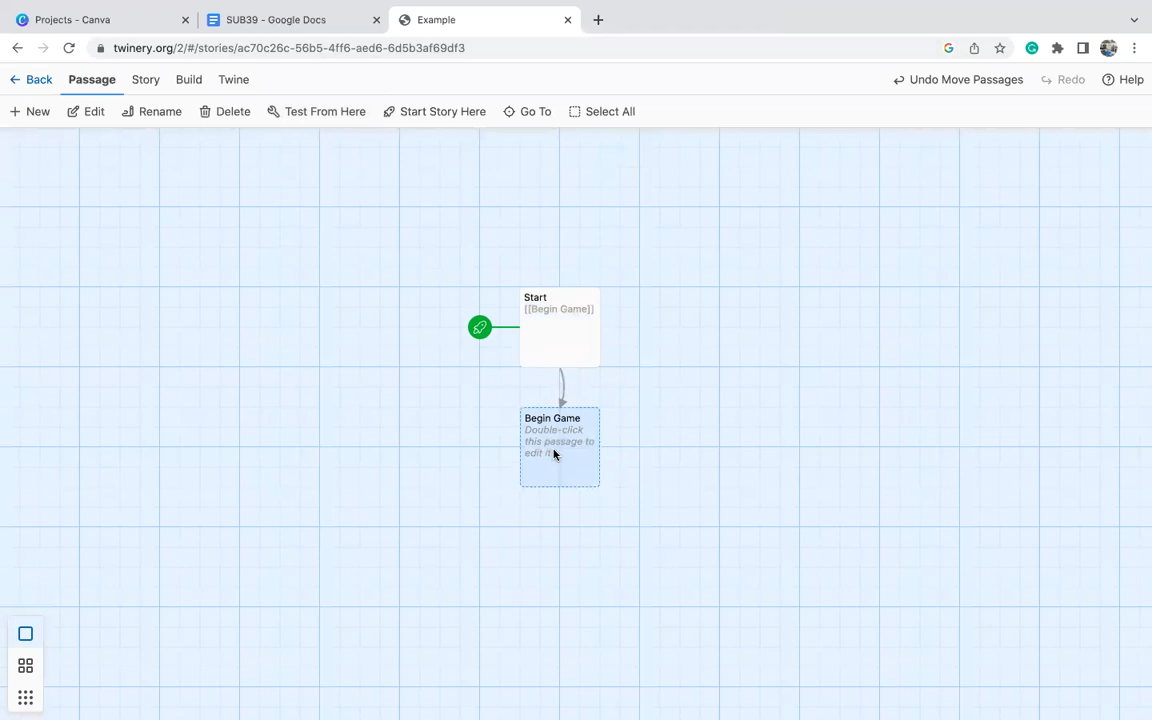 Projects - Canva
SUB39 - Google Docs
Example
twinery.org/2/#/stories/ac70c26c-56b5-4ff6-aed6-6d5b3af69df3
Back
Passage
Story
Build
Twine
Undo Move Passages
Redo
Help
New
Edit
Rename
Delete
Test From Here
Start Story Here
Go To
Select All
Start
[[Begin Game]]
Begin Game
Double-click
this passage to
edit it.